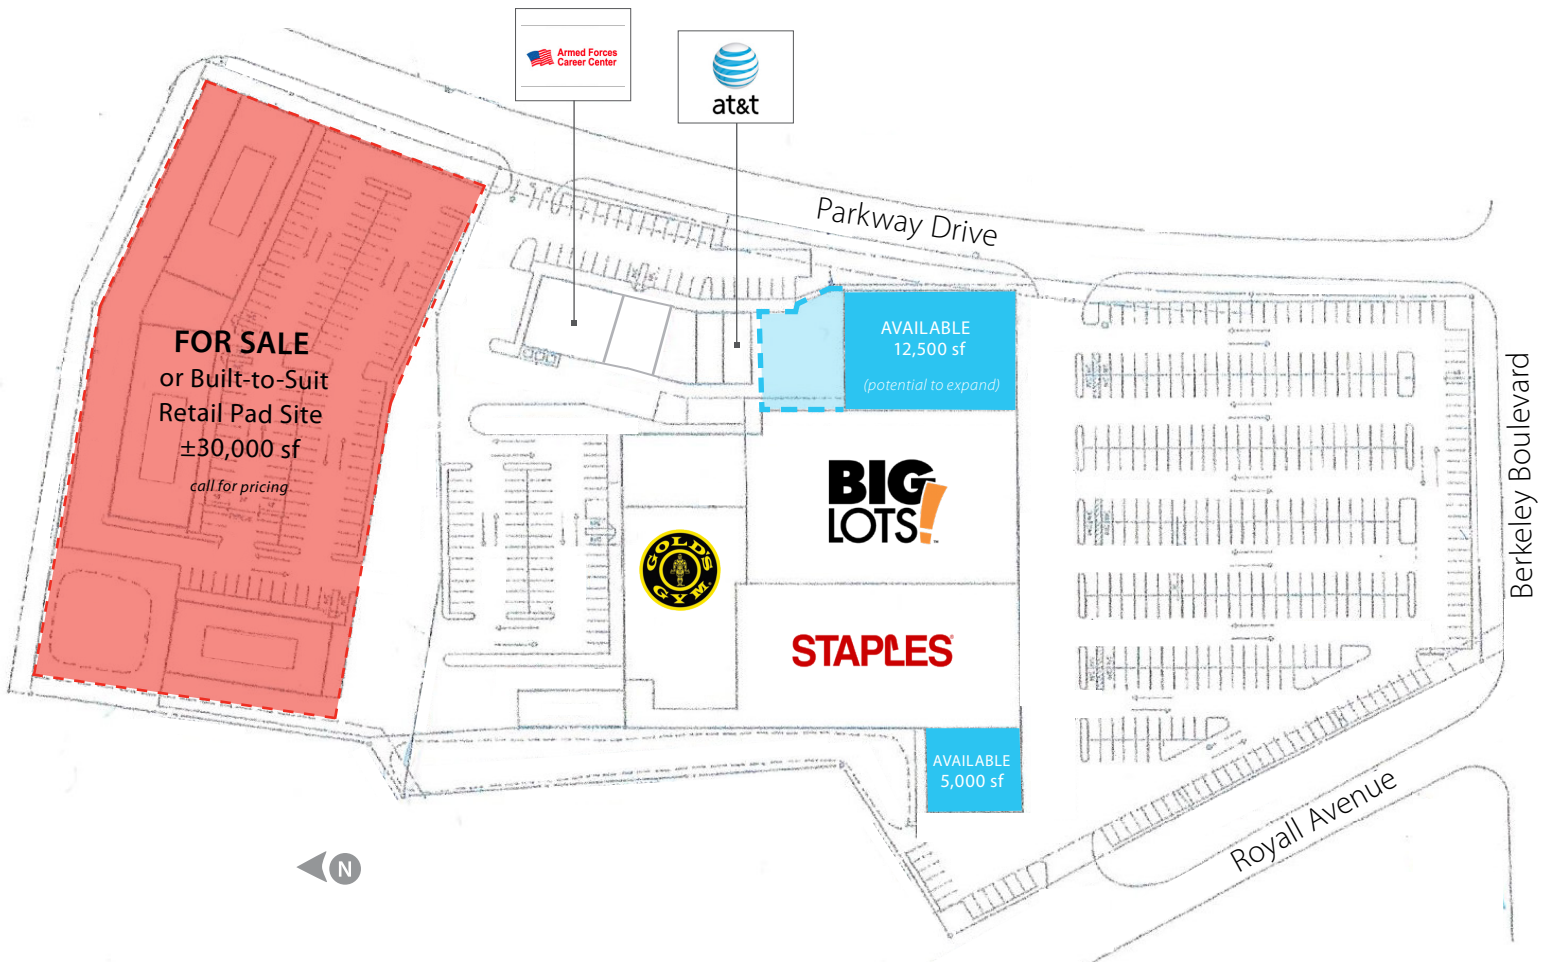 Armed Forces
Career Center
at&t
Parkway Drive
AVAILABLE
12,500 sf
(potential to expand)
FOR SALE
or Built-to-Suit
Retail Pad Site
±30,000 sf
call for pricing
BIG
LOTS!
GOLD'S
GYM
STAPLES
AVAILABLE
5,000 sf
Berkeley Boulevard
Royall Avenue
N